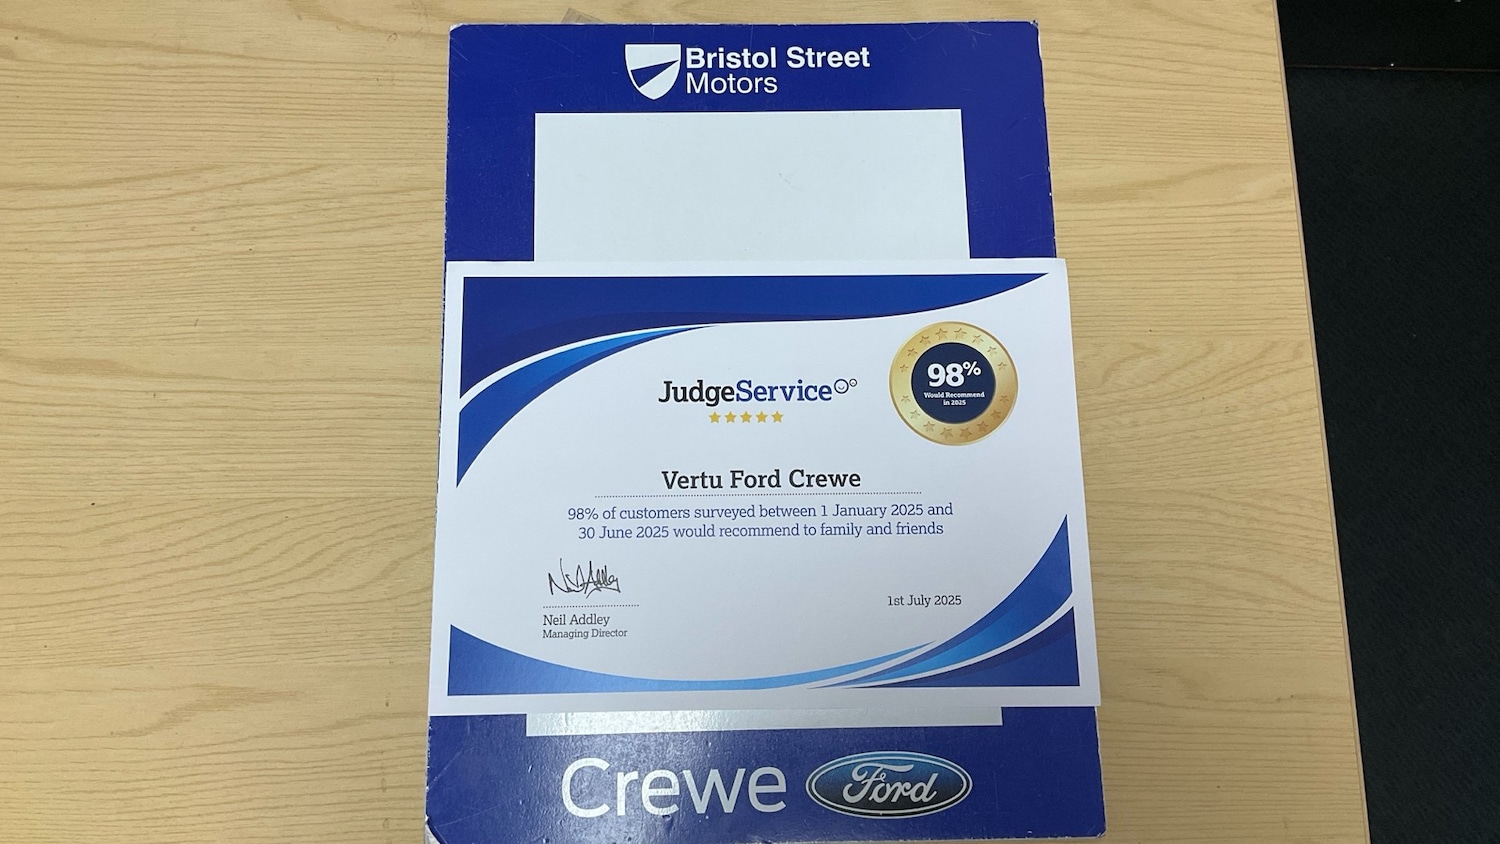 Bristol Street
Motors
JudgeService
98%
Would Recommend
in 2025
Vertu Ford Crewe
98% of customers surveyed between 1 January 2025 and
30 June 2025 would recommend to family and friends
Neil Addley
1st July 2025
Neil Addley
Managing Director
Crewe
Ford